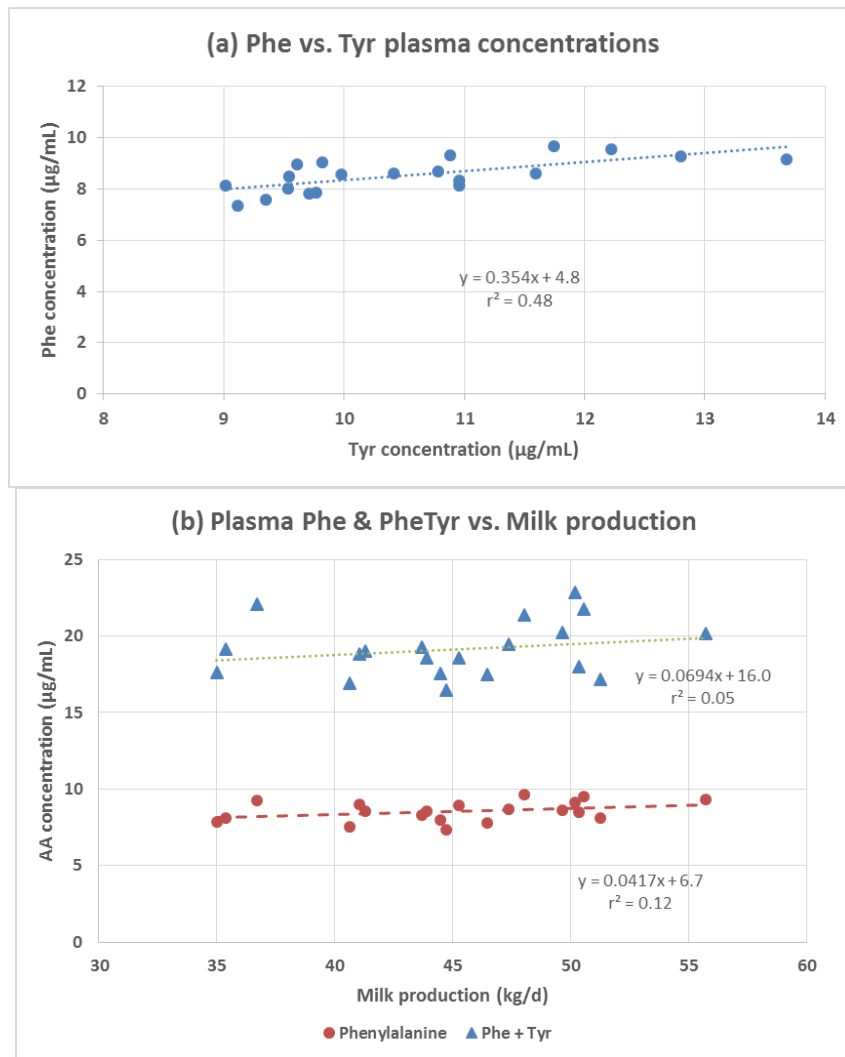 (a) Phe vs. Tyr plasma concentrations
12
10
8
6
4
2
0
Phe concentration (µg/mL)
y = 0.354x + 4.8
r² = 0.48
8 9 10 11 12 13 14
Tyr concentration (µg/mL)
(b) Plasma Phe & PheTyr vs. Milk production
25
20
15
10
5
0
AA concentration (µg/mL)
y = 0.0694x + 16.0
r² = 0.05
y = 0.0417x + 6.7
r² = 0.12
30 35 40 45 50 55 60
Milk production (kg/d)
Phenylalanine Phe + Tyr